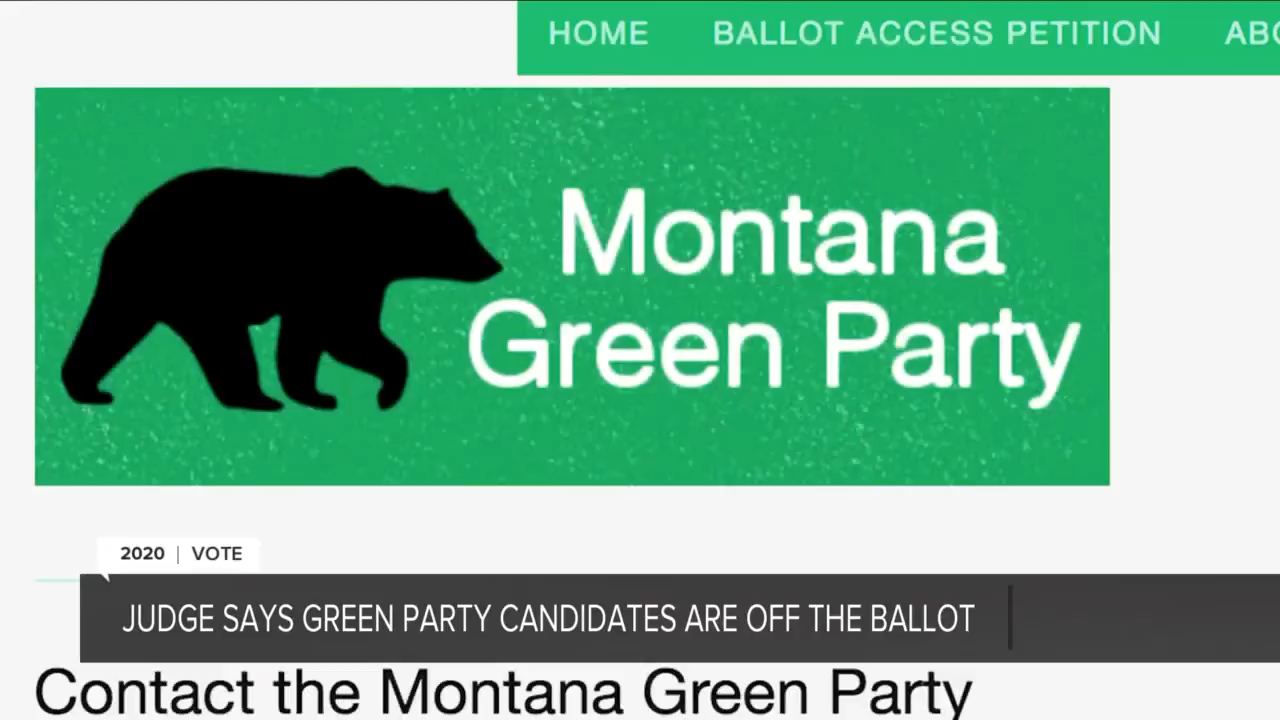 HOME BALLOT ACCESS PETITION
Montana
Green Party
2020 | VOTE
JUDGE SAYS GREEN PARTY CANDIDATES ARE OFF THE BALLOT
Contact the Montana Green Party